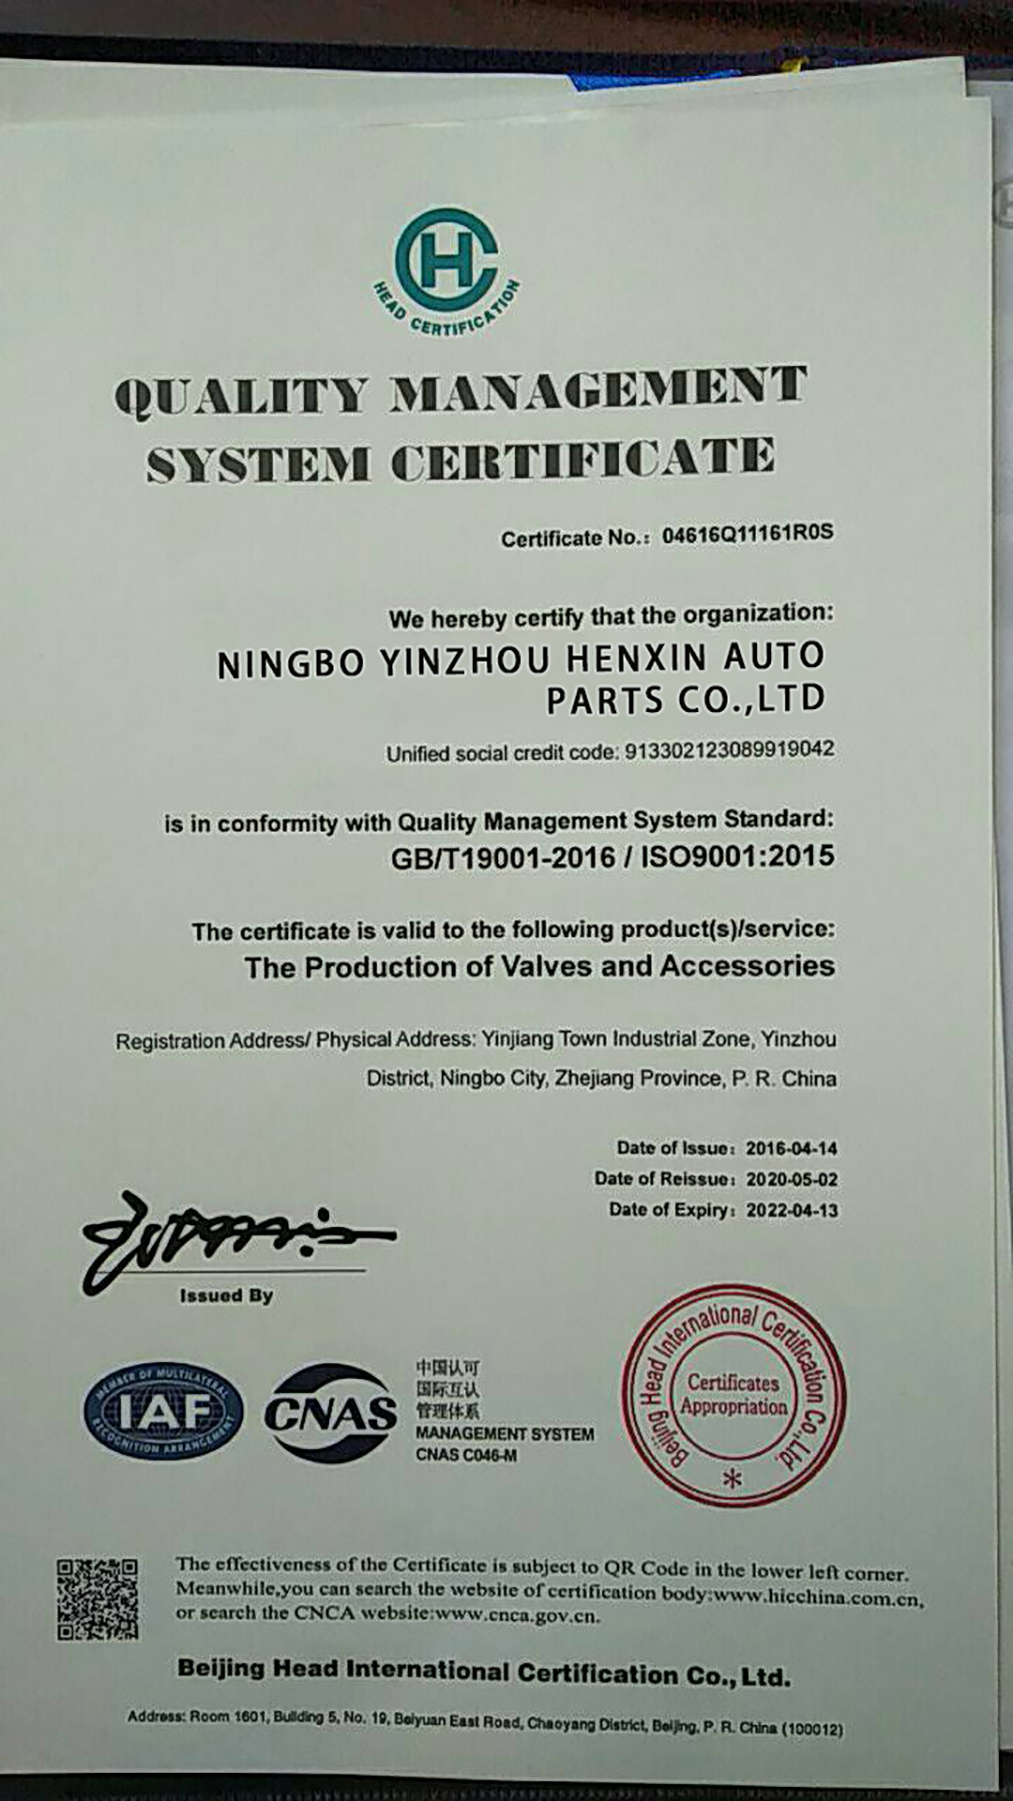 HC
HEAD CERTIFICATION
QUALITY MANAGEMENT
SYSTEM CERTIFICATE
Certificate No.: 04616Q11161R0S
We hereby certify that the organization:
NINGBO YINZHOU HENXIN AUTO
PARTS CO.,LTD
Unified social credit code: 913302123089919042
is in conformity with Quality Management System Standard:
GB/T19001-2016 / ISO9001:2015
The certificate is valid to the following product(s)/service:
The Production of Valves and Accessories
Registration Address/ Physical Address: Yinjiang Town Industrial Zone, Yinzhou
District, Ningbo City, Zhejiang Province, P. R. China
Date of Issue: 2016-04-14
Date of Reissue: 2020-05-02
Date of Expiry: 2022-04-13
Issued By
MEMBER OF MULTILATERAL
IAF
RECOGNITION ARRANGEMENT
CNAS
中国认可
国际互认
管理体系
MANAGEMENT SYSTEM
CNAS C046-M
Beijing Head International Certification Co.,Ltd.
Certificates
Appropriation
The effectiveness of the Certificate is subject to QR Code in the lower left corner.
Meanwhile,you can search the website of certification body:www.hicchina.com.cn,
or search the CNCA website:www.cnca.gov.cn.
Beijing Head International Certification Co., Ltd.
Address: Room 1601, Building 5, No. 19, Beiyuan East Road, Chaoyang District, Beijing, P. R. China (100012)